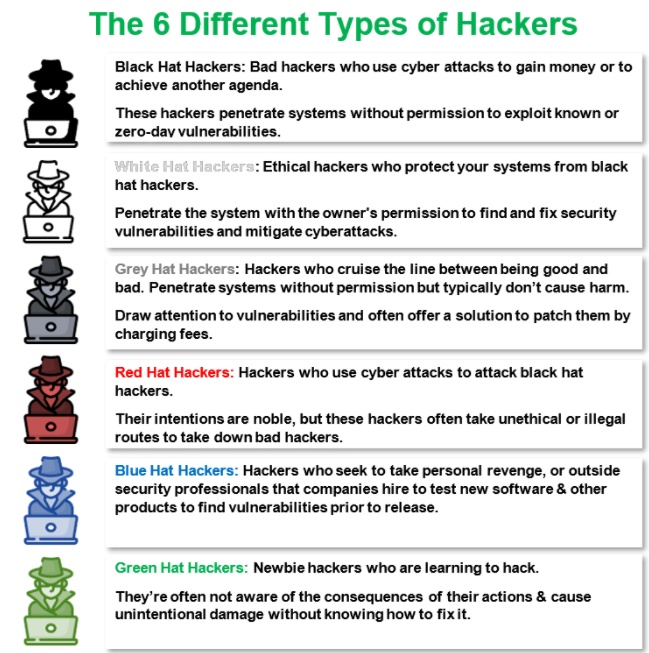 The 6 Different Types of Hackers
Black Hat Hackers: Bad hackers who use cyber attacks to gain money or to
achieve another agenda.
These hackers penetrate systems without permission to exploit known or
zero-day vulnerabilities.
White Hat Hackers: Ethical hackers who protect your systems from black
hat hackers.
Penetrate the system with the owner's permission to find and fix security
vulnerabilities and mitigate cyberattacks.
Grey Hat Hackers: Hackers who cruise the line between being good and
bad. Penetrate systems without permission but typically don’t cause harm.
Draw attention to vulnerabilities and often offer a solution to patch them by
charging fees.
Red Hat Hackers: Hackers who use cyber attacks to attack black hat
hackers.
Their intentions are noble, but these hackers often take unethical or illegal
routes to take down bad hackers.
Blue Hat Hackers: Hackers who seek to take personal revenge, or outside
security professionals that companies hire to test new software & other
products to find vulnerabilities prior to release.
Green Hat Hackers: Newbie hackers who are learning to hack.
They’re often not aware of the consequences of their actions & cause
unintentional damage without knowing how to fix it.